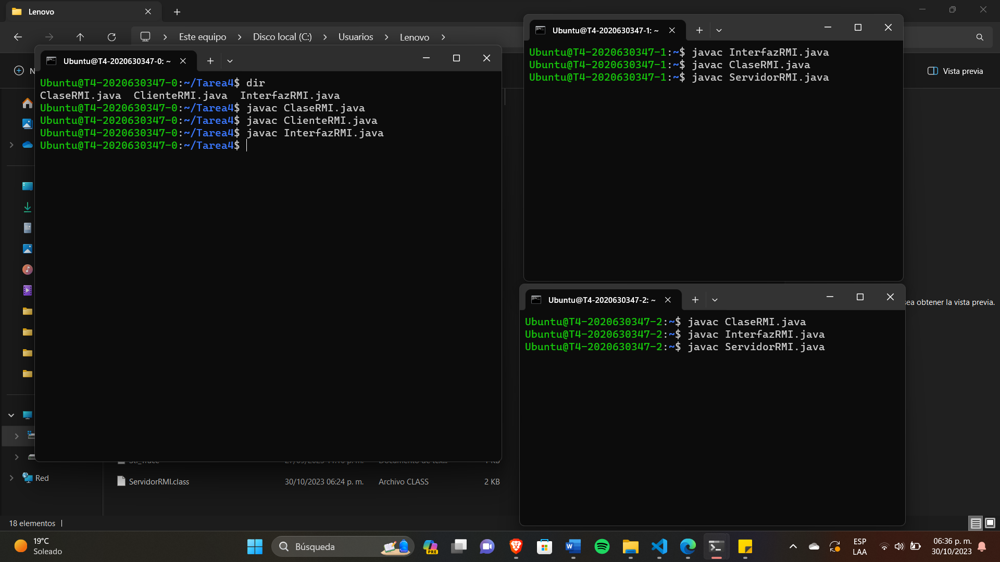 Lenovo
Este equipo
Disco local (C:)
Usuarios
Lenovo
N
Vista previa
Ubuntu@T4-2020630347-0: ~
Ubuntu@T4-2020630347-0:~/Tarea4$ dir
ClaseRMI.java  ClienteRMI.java  InterfazRMI.java
Ubuntu@T4-2020630347-0:~/Tarea4$ javac ClaseRMI.java
Ubuntu@T4-2020630347-0:~/Tarea4$ javac ClienteRMI.java
Ubuntu@T4-2020630347-0:~/Tarea4$ javac InterfazRMI.java
Ubuntu@T4-2020630347-0:~/Tarea4$
Ubuntu@T4-2020630347-1: ~
Ubuntu@T4-2020630347-1:~$ javac InterfazRMI.java
Ubuntu@T4-2020630347-1:~$ javac ClaseRMI.java
Ubuntu@T4-2020630347-1:~$ javac ServidorRMI.java
Ubuntu@T4-2020630347-2: ~
Ubuntu@T4-2020630347-2:~$ javac ClaseRMI.java
Ubuntu@T4-2020630347-2:~$ javac InterfazRMI.java
Ubuntu@T4-2020630347-2:~$ javac ServidorRMI.java
sea obtener la vista previa.
Red
ServidorRMI.class 30/10/2023 06:24 p. m. Archivo CLASS 2 KB
18 elementos
19°C
Soleado
Búsqueda
PRE
ESP
LAA
06:36 p. m.
30/10/2023